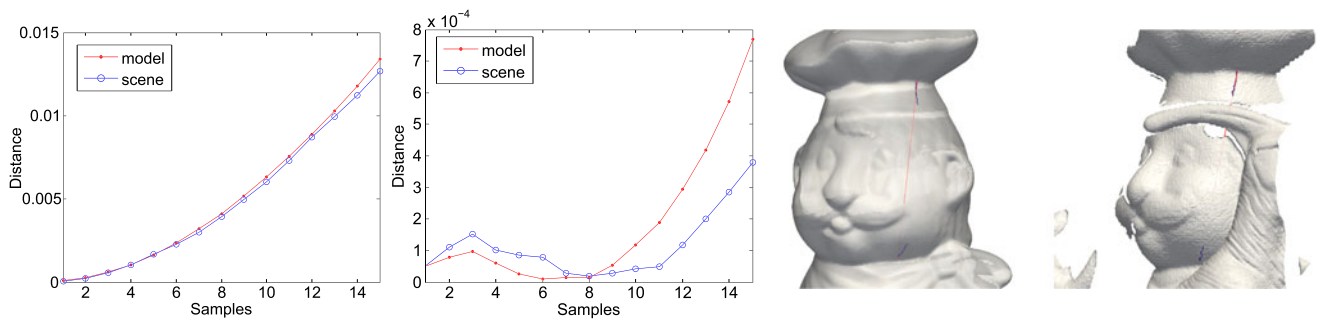 0.015
0.01
0.005
0
Distance
model
scene
2 4 6 8 10 12 14
Samples
8 x 10-4
7
6
5
4
3
2
1
0
Distance
model
scene
2 4 6 8 10 12 14
Samples